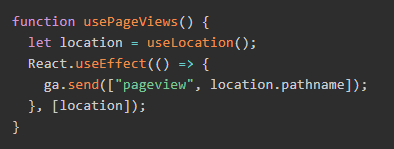 function usePageViews() {
  let location = useLocation();
  React.useEffect(() => {
    ga.send(["pageview", location.pathname]);
  }, [location]);
}